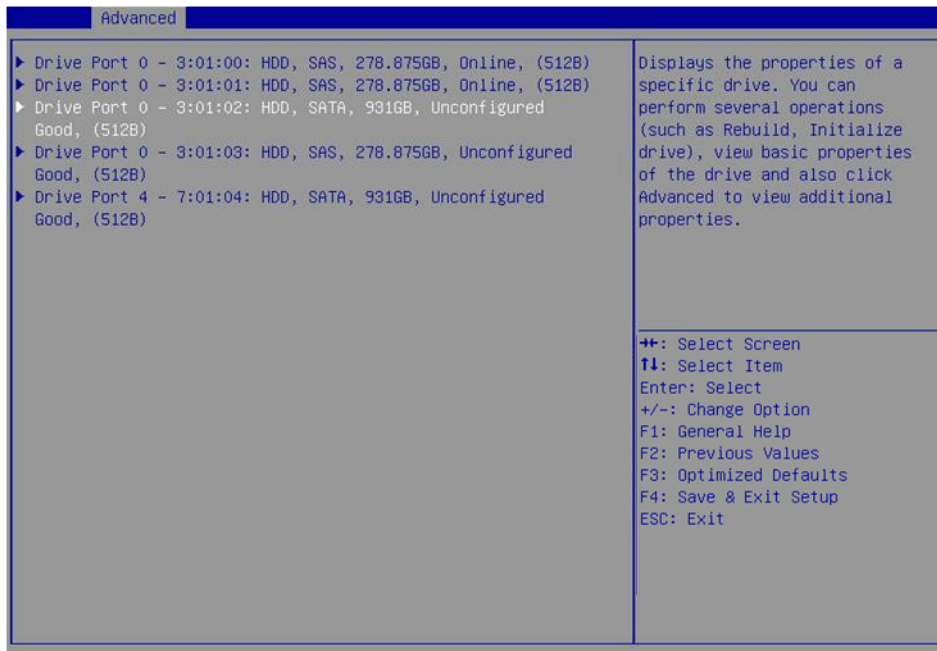 Advanced
▶ Drive Port 0 - 3:01:00: HDD, SAS, 278.875GB, Online, (512B)
▶ Drive Port 0 - 3:01:01: HDD, SAS, 278.875GB, Online, (512B)
▶ Drive Port 0 - 3:01:02: HDD, SATA, 931GB, Unconfigured
Good, (512B)
▶ Drive Port 0 - 3:01:03: HDD, SAS, 278.875GB, Unconfigured
Good, (512B)
▶ Drive Port 4 - 7:01:04: HDD, SATA, 931GB, Unconfigured
Good, (512B)
Displays the properties of a
specific drive. You can
perform several operations
(such as Rebuild, Initialize
drive), view basic properties
of the drive and also click
Advanced to view additional
properties.
→←: Select Screen
↑↓: Select Item
Enter: Select
+/-: Change Option
F1: General Help
F2: Previous Values
F3: Optimized Defaults
F4: Save & Exit Setup
ESC: Exit